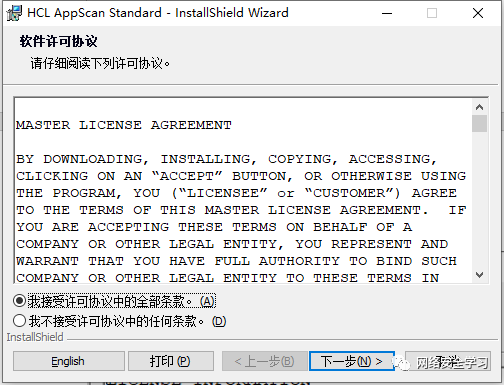 HCL AppScan Standard - InstallShield Wizard
软件许可协议
请仔细阅读下列许可协议。
MASTER LICENSE AGREEMENT
BY DOWNLOADING, INSTALLING, COPYING, ACCESSING,
CLICKING ON AN “ACCEPT” BUTTON, OR OTHERWISE USING
THE PROGRAM, YOU (“LICENSEE” or “CUSTOMER”) AGREE
TO THE TERMS OF THIS MASTER LICENSE AGREEMENT. IF
YOU ARE ACCEPTING THESE TERMS ON BEHALF OF A
COMPANY OR OTHER LEGAL ENTITY, YOU REPRESENT AND
WARRANT THAT YOU HAVE FULL AUTHORITY TO BIND SUCH
COMPANY OR OTHER LEGAL ENTITY TO THESE TERMS IN
我接受许可协议中的全部条款。(A)
我不接受许可协议中的任何条款。(D)
InstallShield
English 打印(P) < 上一步(B) 下一步(N) >
网络安全学习
LICENSE INFORMATION